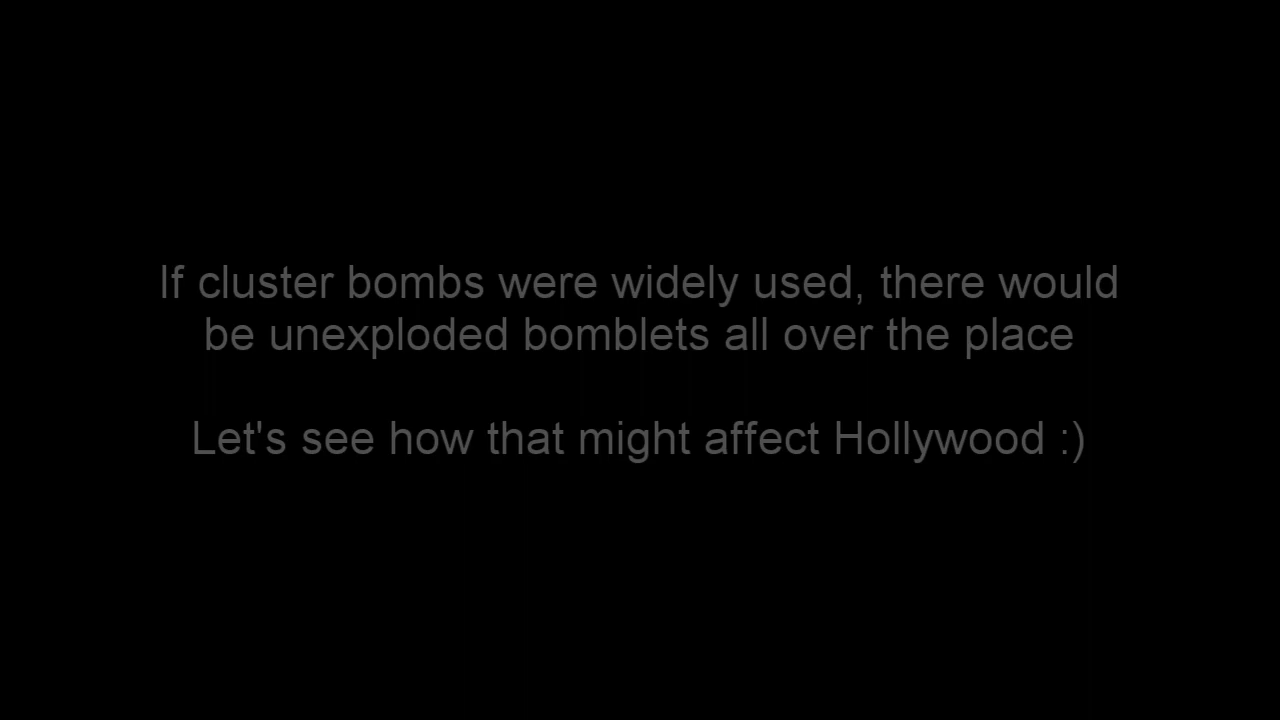 If cluster bombs were widely used, there would
be unexploded bomblets all over the place
Let's see how that might affect Hollywood :)